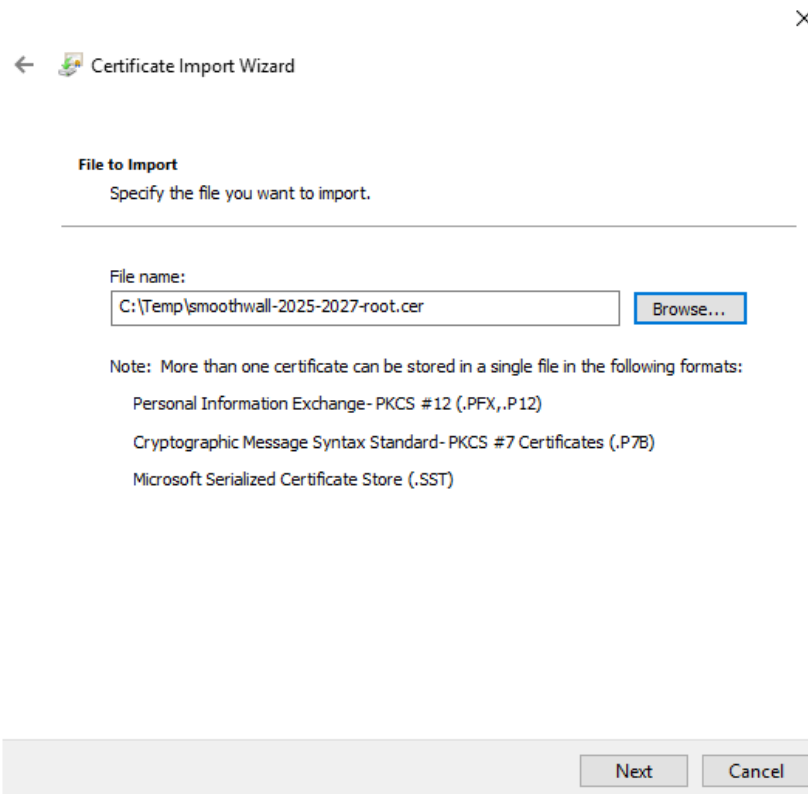 Certificate Import Wizard
File to Import
Specify the file you want to import.
File name:
C:\Temp\smoothwall-2025-2027-root.cer
Browse...
Note: More than one certificate can be stored in a single file in the following formats:
Personal Information Exchange- PKCS #12 (.PFX,.P12)
Cryptographic Message Syntax Standard- PKCS #7 Certificates (.P7B)
Microsoft Serialized Certificate Store (.SST)
Next
Cancel